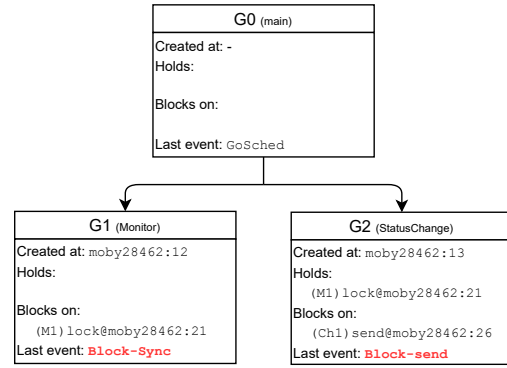 G0 (main)
Created at: -
Holds:
Blocks on:
Last event: GoSched
G1 (Monitor)
Created at: moby28462:12
Holds:
Blocks on:
(M1)lock@moby28462:21
Last event: Block-Sync
G2 (StatusChange)
Created at: moby28462:13
Holds:
(M1)lock@moby28462:21
Blocks on:
(Ch1)send@moby28462:26
Last event: Block-send